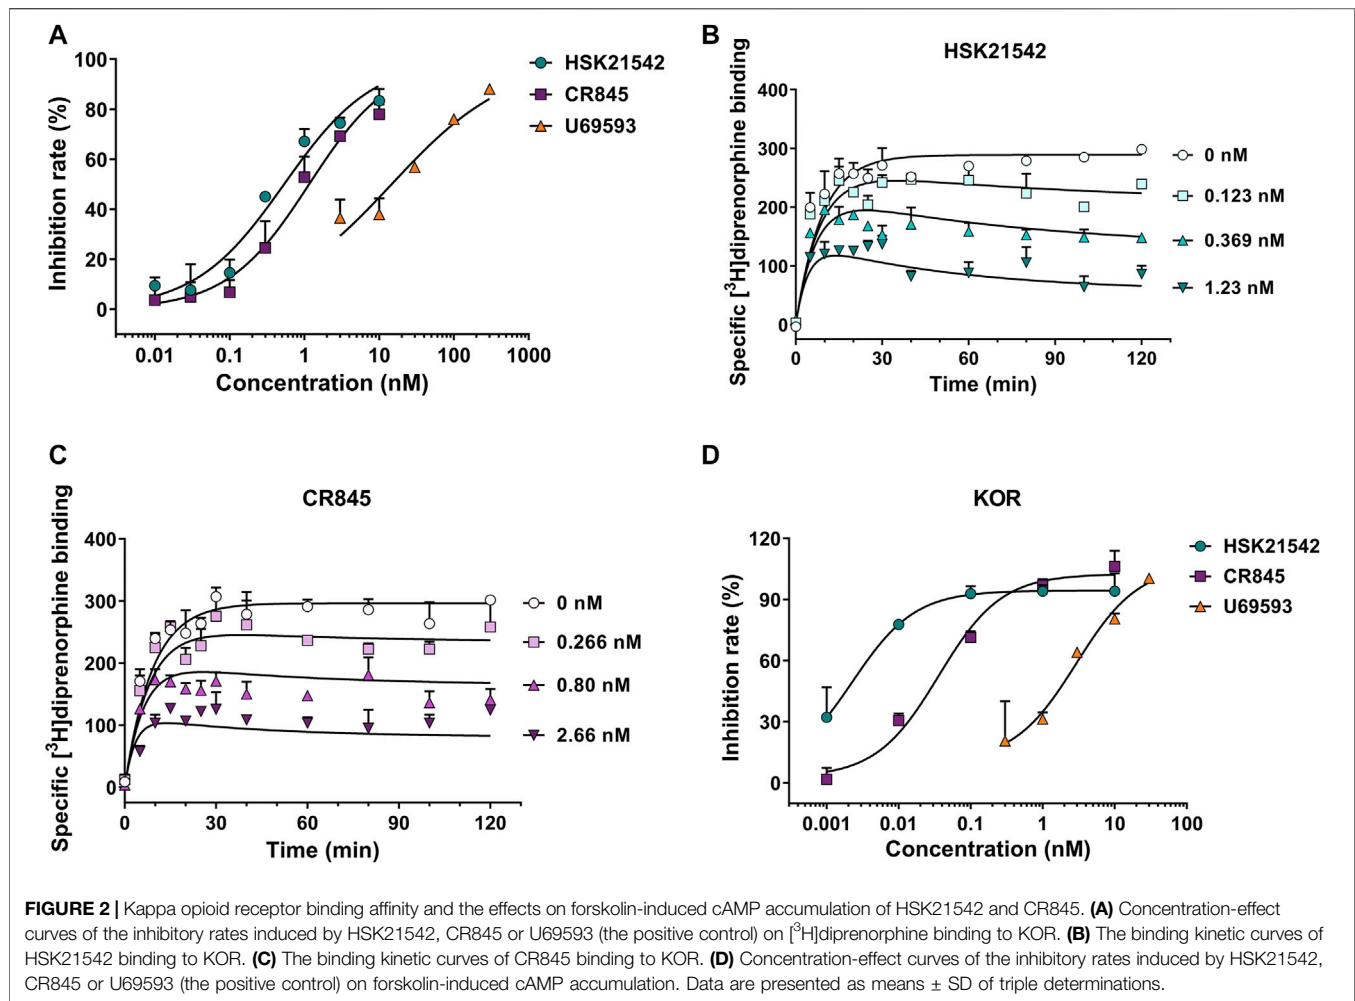 A
100
80
60
40
20
0
Inhibition rate (%)
0.01 0.1 1 10 100 1000
Concentration (nM)
HSK21542
CR845
U69593
B
HSK21542
400
300
200
100
0
Specific [³H]diprenorphine binding
0 30 60 90 120
Time (min)
0 nM
0.123 nM
0.369 nM
1.23 nM
C
CR845
400
300
200
100
0
Specific [³H]diprenorphine binding
0 30 60 90 120
Time (min)
0 nM
0.266 nM
0.80 nM
2.66 nM
D
KOR
120
90
60
30
0
Inhibition rate (%)
0.001 0.01 0.1 1 10 100
Concentration (nM)
HSK21542
CR845
U69593
FIGURE 2 | Kappa opioid receptor binding affinity and the effects on forskolin-induced cAMP accumulation of HSK21542 and CR845. (A) Concentration-effect
curves of the inhibitory rates induced by HSK21542, CR845 or U69593 (the positive control) on [³H]diprenorphine binding to KOR. (B) The binding kinetic curves of
HSK21542 binding to KOR. (C) The binding kinetic curves of CR845 binding to KOR. (D) Concentration-effect curves of the inhibitory rates induced by HSK21542,
CR845 or U69593 (the positive control) on forskolin-induced cAMP accumulation. Data are presented as means ± SD of triple determinations.